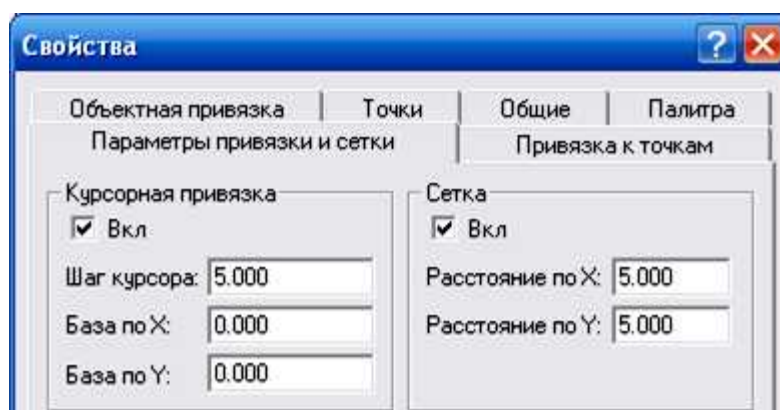 Свойства
Объектная привязка Точки Общие Палитра
Параметры привязки и сетки Привязка к точкам
Курсорная привязка Сетка
Вкл Вкл
Шаг курсора: 5.000 Расстояние по X: 5.000
База по X: 0.000 Расстояние по Y: 5.000
База по Y: 0.000